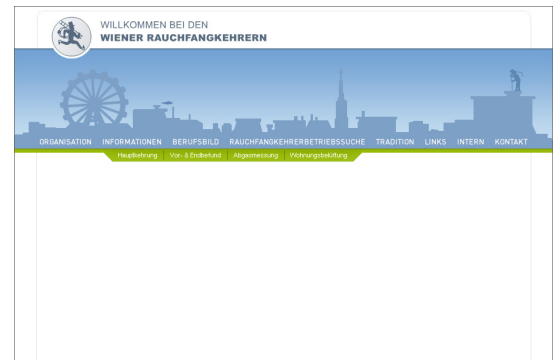 WILLKOMMEN BEI DEN
WIENER RAUCHFANGKEHRERN
ORGANISATION INFORMATIONEN BERUFSBILD RAUCHFANGKEHRERBETRIEBSSUCHE TRADITION LINKS INTERN KONTAKT
Hauptkehrung Vor- & Endbefund Abgasmessung Wohnungsbelüftung